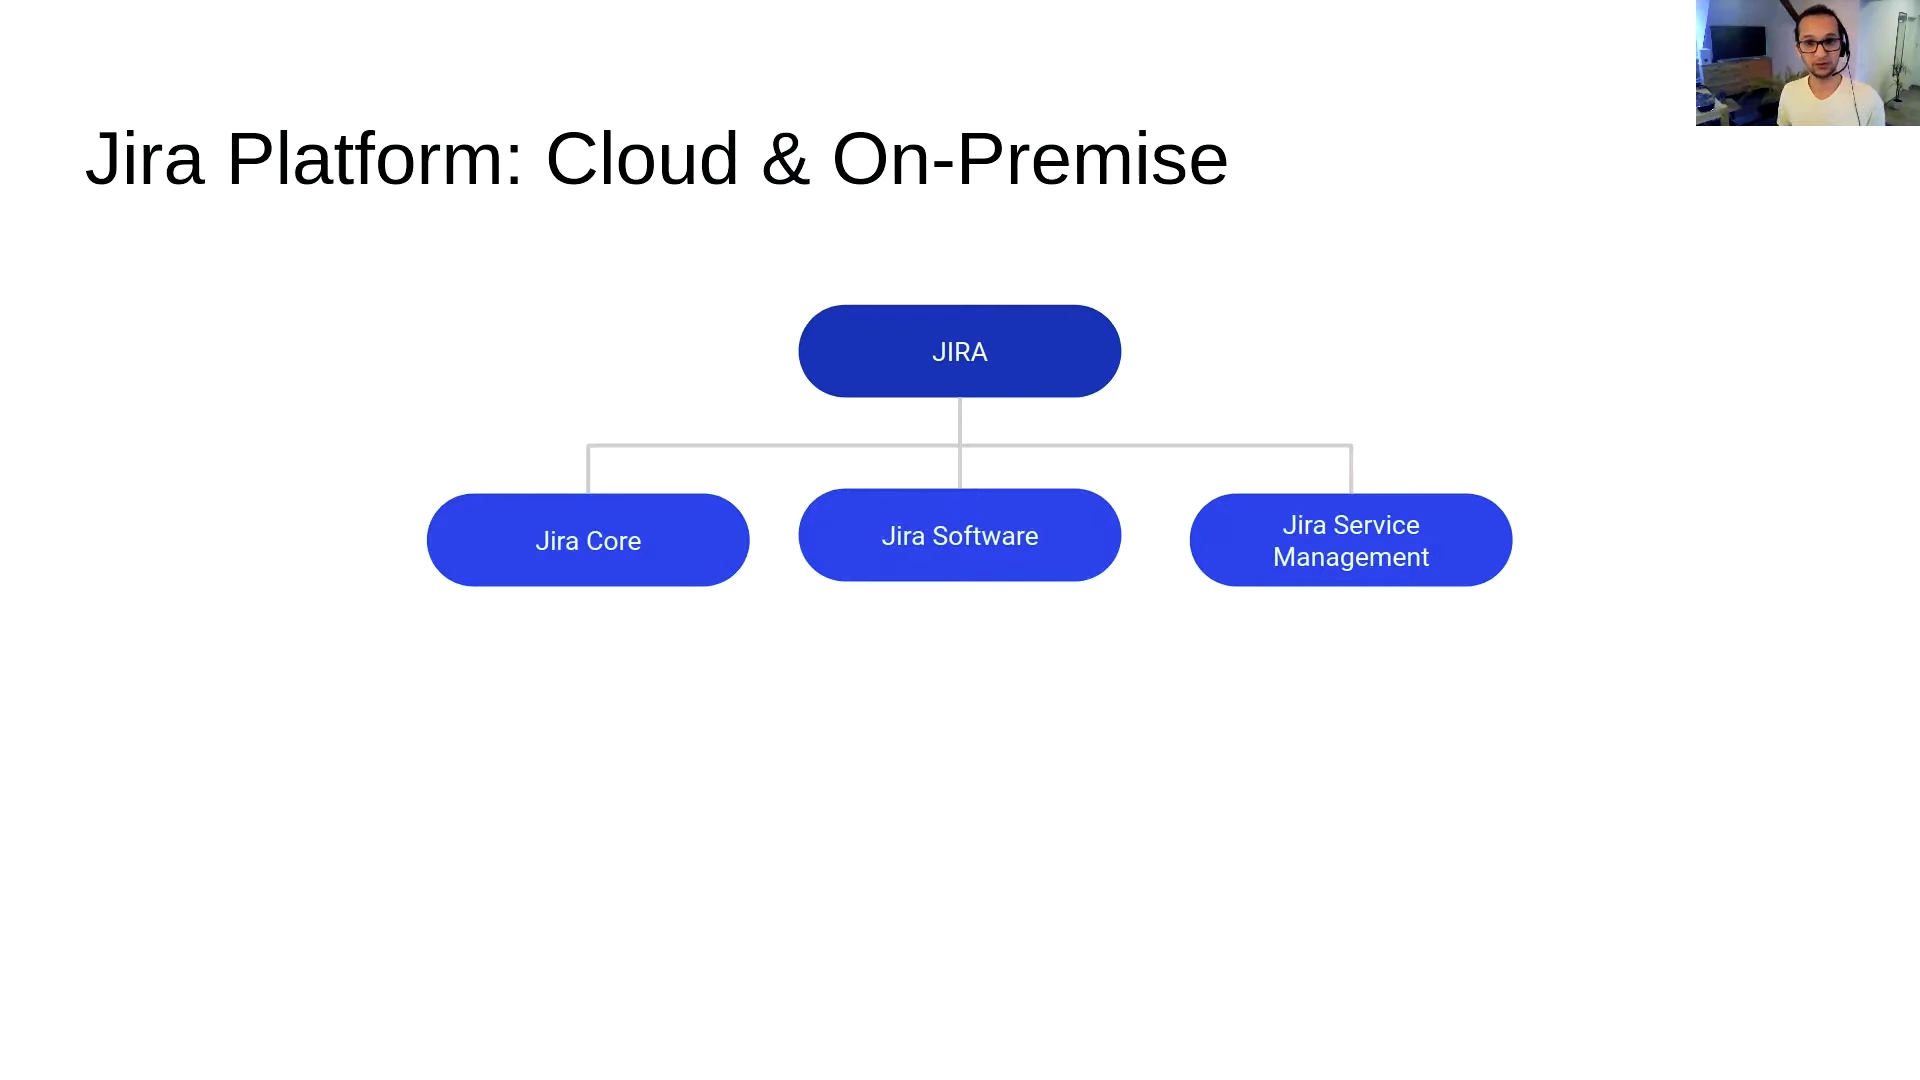 Jira Platform: Cloud & On-Premise
JIRA
Jira Core
Jira Software
Jira Service
Management